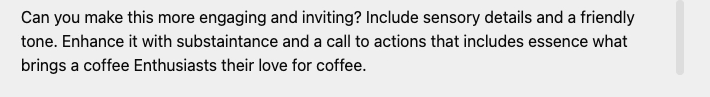 Can you make this more engaging and inviting? Include sensory details and a friendly
tone. Enhance it with substaintance and a call to actions that includes essence what
brings a coffee Enthusiasts their love for coffee.